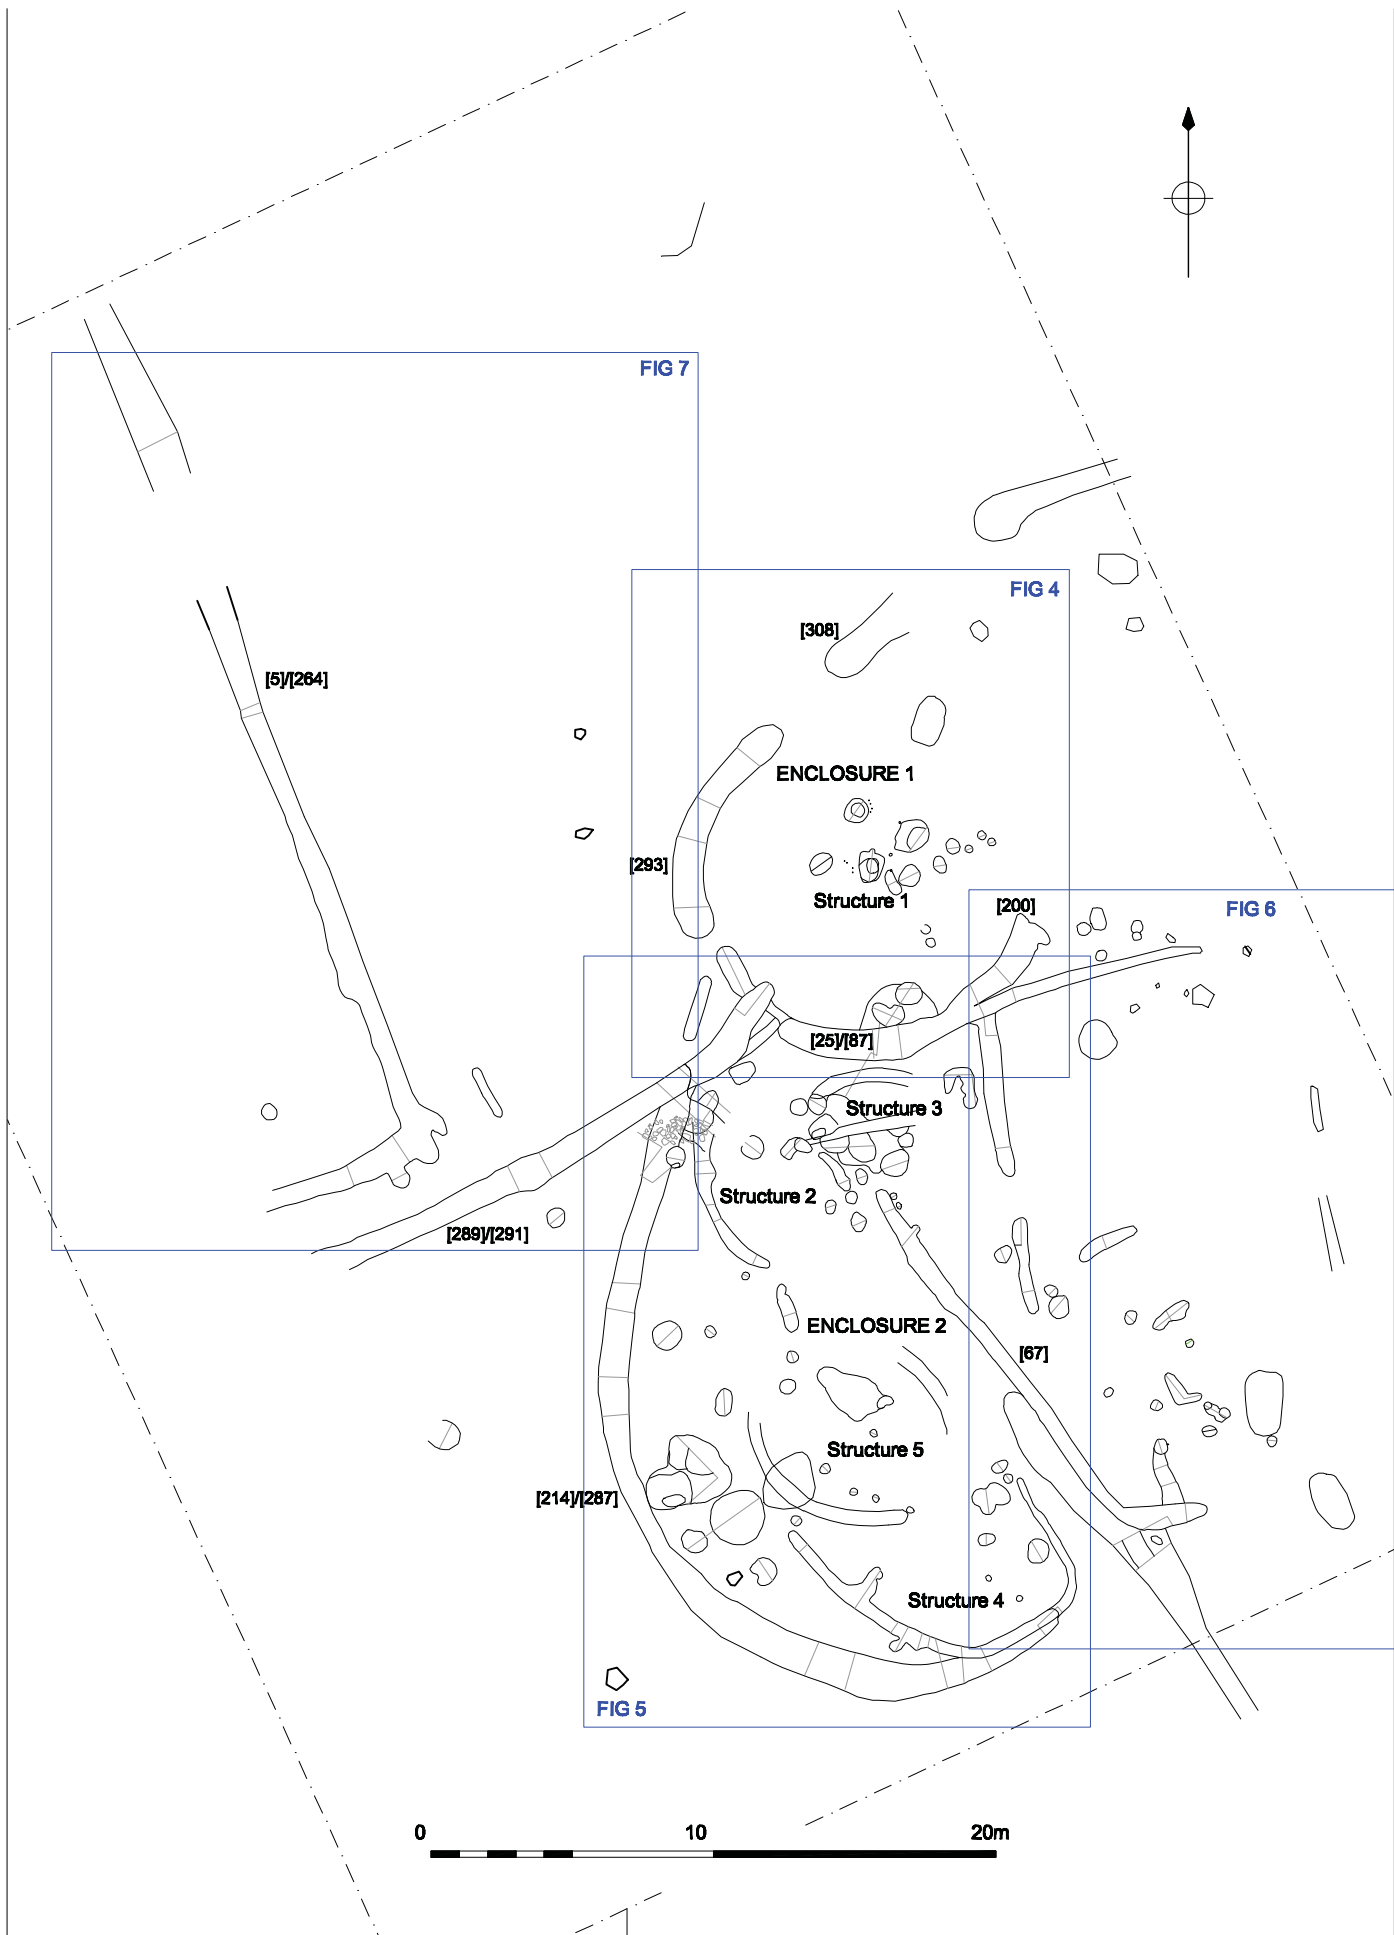 FIG 7
FIG 4
[308]
[5]/[264]
ENCLOSURE 1
[293]
Structure 1
[200]
FIG 6
[25]/[87]
Structure 3
Structure 2
[289]/[291]
ENCLOSURE 2
[67]
Structure 5
[214]/[287]
Structure 4
FIG 5
0 10 20m